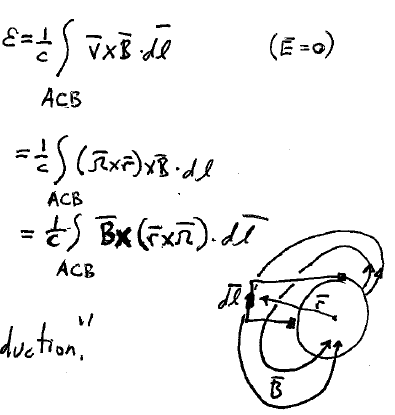 ε = 1/c ∫ V̄ x B̄ · dl̄ (Ē = 0)
ACB
= 1/c ∫ (Ω̄ x r̄) x B̄ · dl
ACB
= 1/c ∫ B̄ x (r̄ x Ω̄) · dl̄
ACB
dl̄ r̄
duction."
B̄